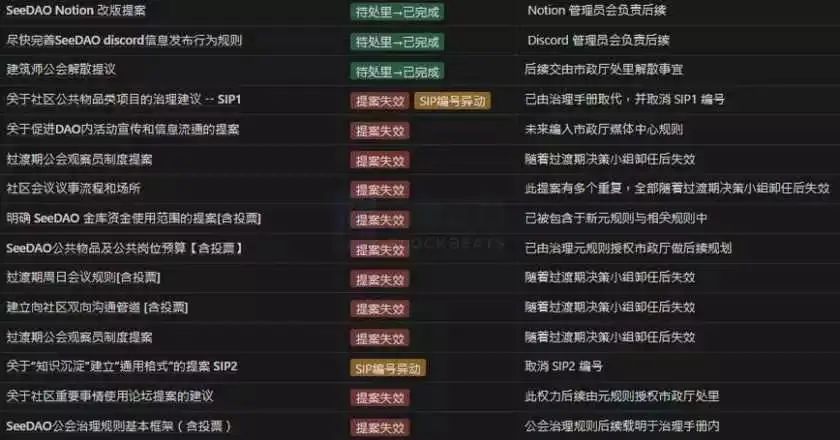 SeeDAO Notion 改版提案 待处里→已完成 Notion 管理员会负责后续
尽快完善SeeDAO discord信息发布行为规则 待处里→已完成 Discord 管理员会负责后续
建筑师公会解散提议 待处里→已完成 后续交由市政厅处里解散事宜
关于社区公共物品类项目的治理建议 -- SIP1 提案失效 SIP编号异动 已由治理手册取代，并取消 SIP1 编号
关于促进DAO内活动宣传和信息流通的提案 提案失效 未来编入市政厅媒体中心规则
过渡期公会观察员制度提案 提案失效 随着过渡期决策小组卸任后失效
社区会议议事流程和场所 提案失效 此提案有多个重复，全部随着过渡期决策小组卸任后失效
明确 SeeDAO 金库资金使用范围的提案[含投票] 提案失效 已被包含于新元规则与相关规则中
SeeDAO公共物品及公共岗位预算【含投票】 提案失效 已由治理元规则授权市政厅做后续规划
过渡期周日会议规则[含投票] 提案失效 随着过渡期决策小组卸任后失效
建立向社区双向沟通管道 [含投票] 提案失效 随着过渡期决策小组卸任后失效
过渡期公会观察员制度提案 提案失效 随着过渡期决策小组卸任后失效
关于“知识沉淀”建立“通用格式”的提案 SIP2 SIP编号异动 取消 SIP2 编号
关于社区重要事情使用论坛提案的建议 提案失效 此权力后续由元规则授权市政厅处里
SeeDAO公会治理规则基本框架（含投票） 提案失效 公会治理规则后续载明于治理手册内